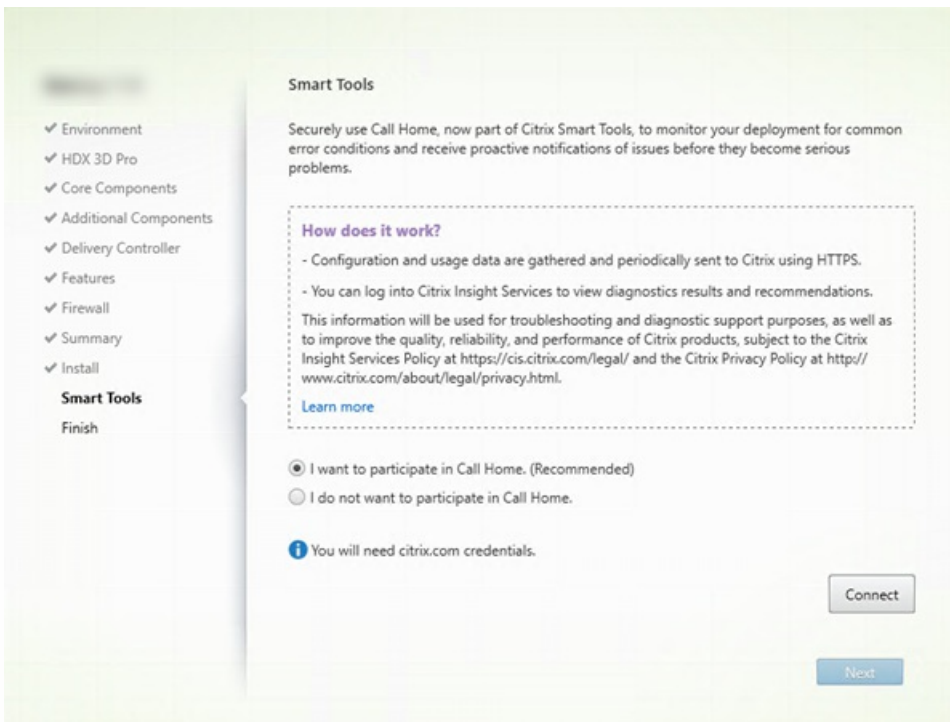 Environment
HDX 3D Pro
Core Components
Additional Components
Delivery Controller
Features
Firewall
Summary
Install
Smart Tools
Finish
Smart Tools
Securely use Call Home, now part of Citrix Smart Tools, to monitor your deployment for common
error conditions and receive proactive notifications of issues before they become serious
problems.
How does it work?
- Configuration and usage data are gathered and periodically sent to Citrix using HTTPS.
- You can log into Citrix Insight Services to view diagnostics results and recommendations.
This information will be used for troubleshooting and diagnostic support purposes, as well as
to improve the quality, reliability, and performance of Citrix products, subject to the Citrix
Insight Services Policy at https://cis.citrix.com/legal/ and the Citrix Privacy Policy at http://
www.citrix.com/about/legal/privacy.html.
Learn more
I want to participate in Call Home. (Recommended)
I do not want to participate in Call Home.
You will need citrix.com credentials.
Connect
Next